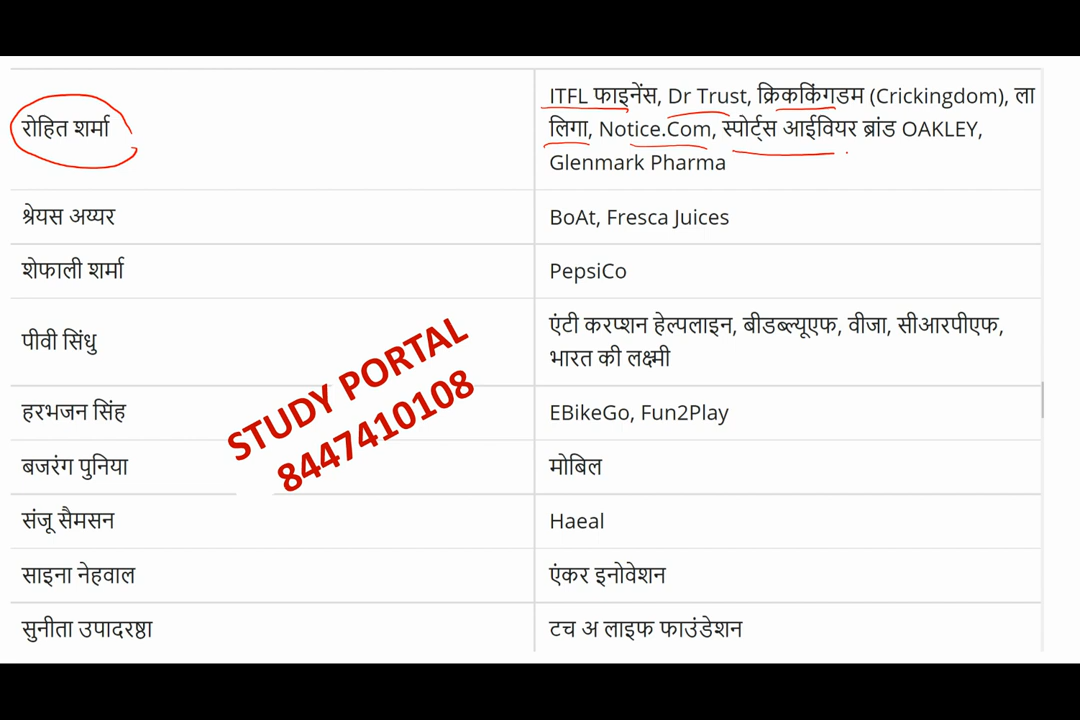 रोहित शर्मा
ITFL फाइनेंस, Dr Trust, क्रिककिंगडम (Crickingdom), ला
लिगा, Notice.Com, स्पोर्ट्स आईवियर ब्रांड OAKLEY,
Glenmark Pharma
श्रेयस अय्यर
BoAt, Fresca Juices
शेफाली शर्मा
PepsiCo
पीवी सिंधु
एंटी करप्शन हेल्पलाइन, बीडब्ल्यूएफ, वीजा, सीआरपीएफ,
भारत की लक्ष्मी
हरभजन सिंह
EBikeGo, Fun2Play
बजरंग पुनिया
मोबिल
संजू सैमसन
Haeal
साइना नेहवाल
एंकर इनोवेशन
सुनीता उपादरष्ठा
टच अ लाइफ फाउंडेशन
STUDY PORTAL
8447410108